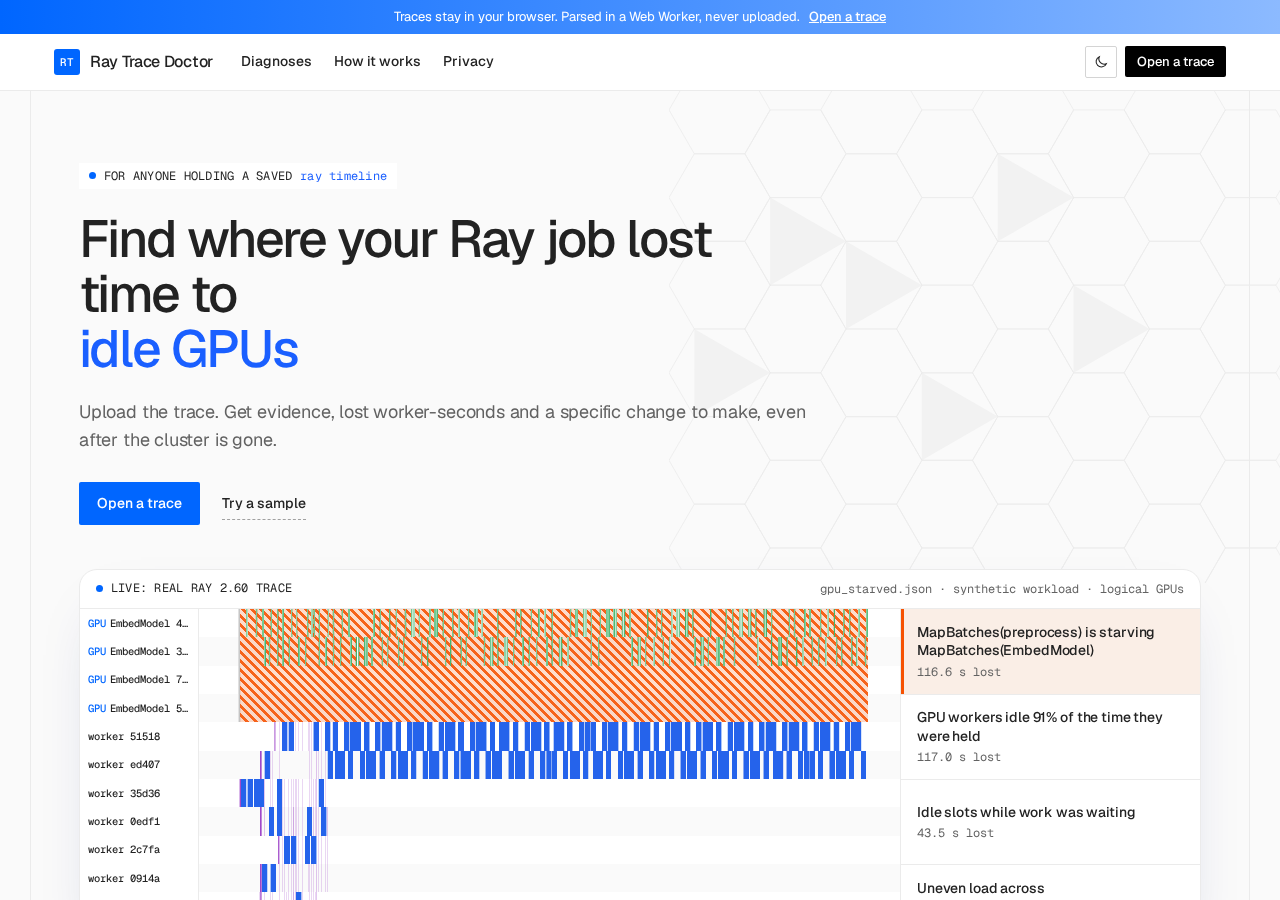 Traces stay in your browser. Parsed in a Web Worker, never uploaded. Open a trace
RT Ray Trace Doctor Diagnoses How it works Privacy Open a trace
FOR ANYONE HOLDING A SAVED ray timeline
Find where your Ray job lost
time to
idle GPUs
Upload the trace. Get evidence, lost worker-seconds and a specific change to make, even
after the cluster is gone.
Open a trace Try a sample
LIVE: REAL RAY 2.60 TRACE gpu_starved.json · synthetic workload · logical GPUs
GPU EmbedModel 4…
GPU EmbedModel 3…
GPU EmbedModel 7…
GPU EmbedModel 5…
worker 51518
worker ed407
worker 35d36
worker 0edf1
worker 2c7fa
worker 0914a
MapBatches(preprocess) is starving
MapBatches(EmbedModel)
116.6 s lost
GPU workers idle 91% of the time they
were held
117.0 s lost
Idle slots while work was waiting
43.5 s lost
Uneven load across